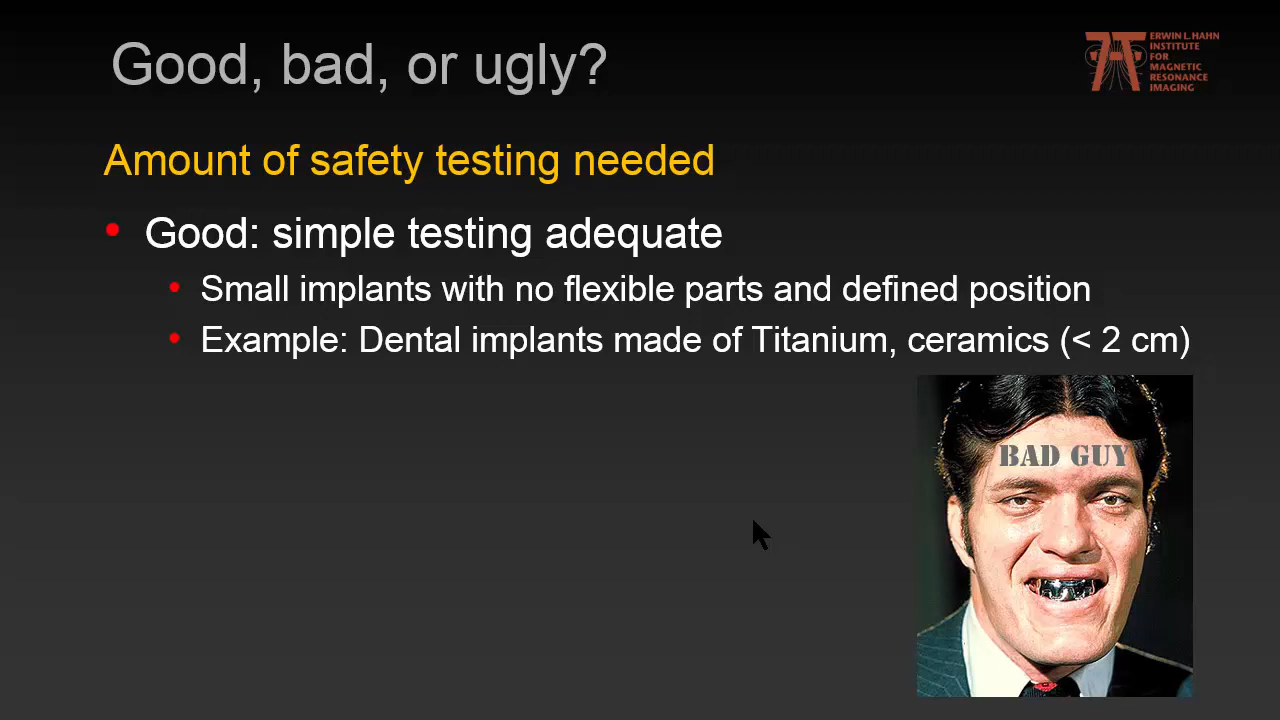 Good, bad, or ugly?
ERWIN L. HAHN
INSTITUTE
FOR
MAGNETIC
RESONANCE
IMAGING
Amount of safety testing needed
Good: simple testing adequate
Small implants with no flexible parts and defined position
Example: Dental implants made of Titanium, ceramics (< 2 cm)
BAD GUY